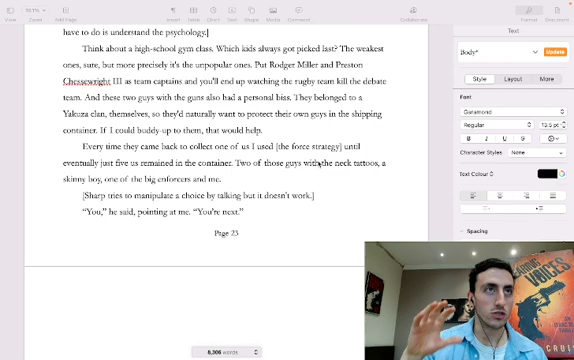 View
Zoom
Add Page
Insert
Table
Chart
Text
Shape
Media
Comment
Collaborate
Format
Document
have to do is understand the psychology.]
Think about a high-school gym class. Which kids always got picked last? The weakest
ones, sure, but more precisely it's the unpopular ones. Put Rodger Miller and Preston
Chessewright III as team captains and you'll end up watching the rugby team kill the debate
team. And these two guys with the guns also had a personal bias. They belonged to a
Yakuza clan, themselves, so they'd naturally want to protect their own guys in the shipping
container. If I could buddy-up to them, that would help.
Every time they came back to collect one of us I used [the force strategy] until
eventually just five us remained in the container. Two of those guys with the neck tattoos, a
skinny boy, one of the big enforcers and me.
[Sharp tries to manipulate a choice by talking but it doesn't work.]
“You,” he said, pointing at me. “You're next.”
Page 23
8,306 words
Text
Body*
Update
Style
Layout
More
Font
Garamond
Regular
13.5 pt
B I U S
Character Styles
None
Text Colour
Spacing
VOICES
CRUI